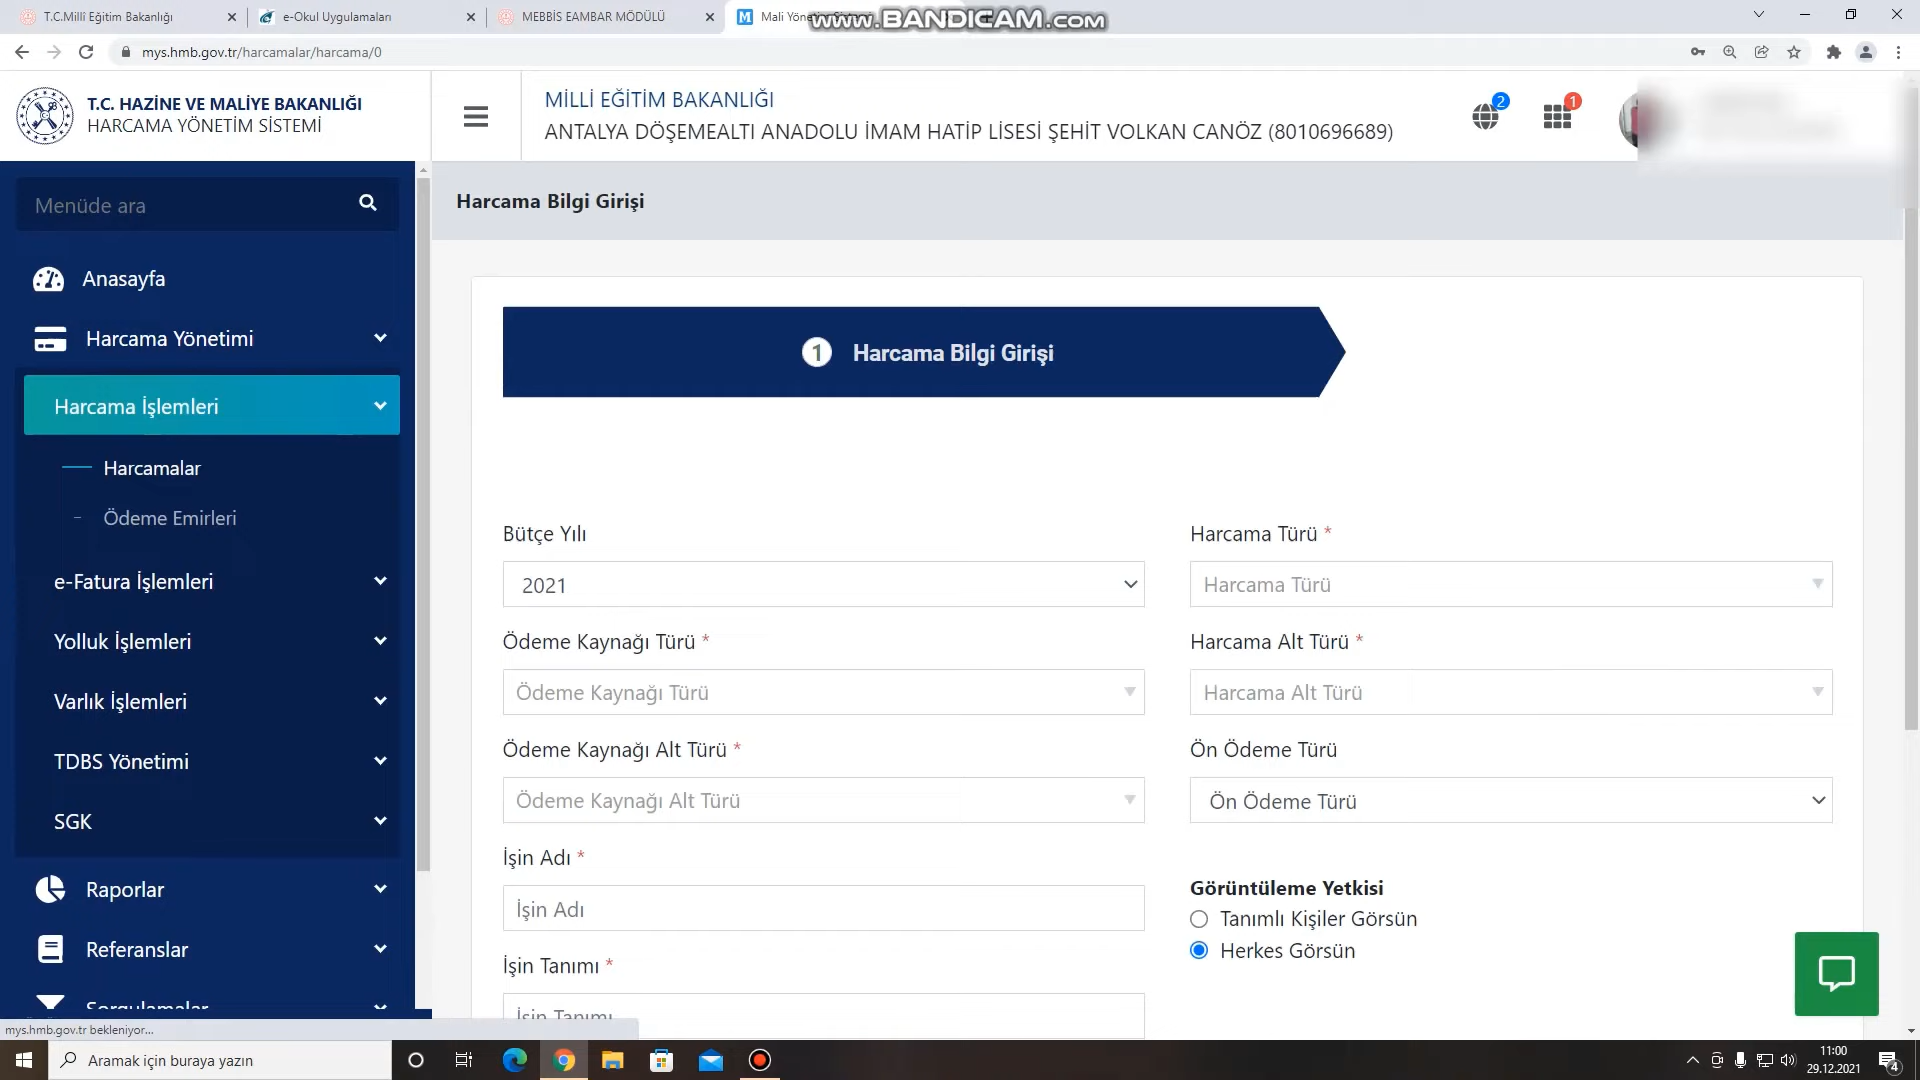 T.C.Millî Eğitim Bakanlığı
e-Okul Uygulamaları
MEBBİS EAMBAR MÖDÜLÜ
www.BANDICAM.com
mys.hmb.gov.tr/harcamalar/harcama/0
T.C. HAZİNE VE MALİYE BAKANLIĞI
HARCAMA YÖNETİM SİSTEMİ
MİLLİ EĞİTİM BAKANLIĞI
ANTALYA DÖŞEMEALTI ANADOLU İMAM HATİP LİSESİ ŞEHİT VOLKAN CANÖZ (8010696689)
2
1
Menüde ara
Anasayfa
Harcama Yönetimi
Harcama İşlemleri
Harcamalar
Ödeme Emirleri
e-Fatura İşlemleri
Yolluk İşlemleri
Varlık İşlemleri
TDBS Yönetimi
SGK
Raporlar
Referanslar
Sorgulamalar
Harcama Bilgi Girişi
1 Harcama Bilgi Girişi
Bütçe Yılı
2021
Ödeme Kaynağı Türü *
Ödeme Kaynağı Türü
Ödeme Kaynağı Alt Türü *
Ödeme Kaynağı Alt Türü
İşin Adı *
İşin Adı
İşin Tanımı *
İşin Tanımı
Harcama Türü *
Harcama Türü
Harcama Alt Türü *
Harcama Alt Türü
Ön Ödeme Türü
Ön Ödeme Türü
Görüntüleme Yetkisi
Tanımlı Kişiler Görsün
Herkes Görsün
mys.hmb.gov.tr bekleniyor...
Aramak için buraya yazın
11:00
29.12.2021
4